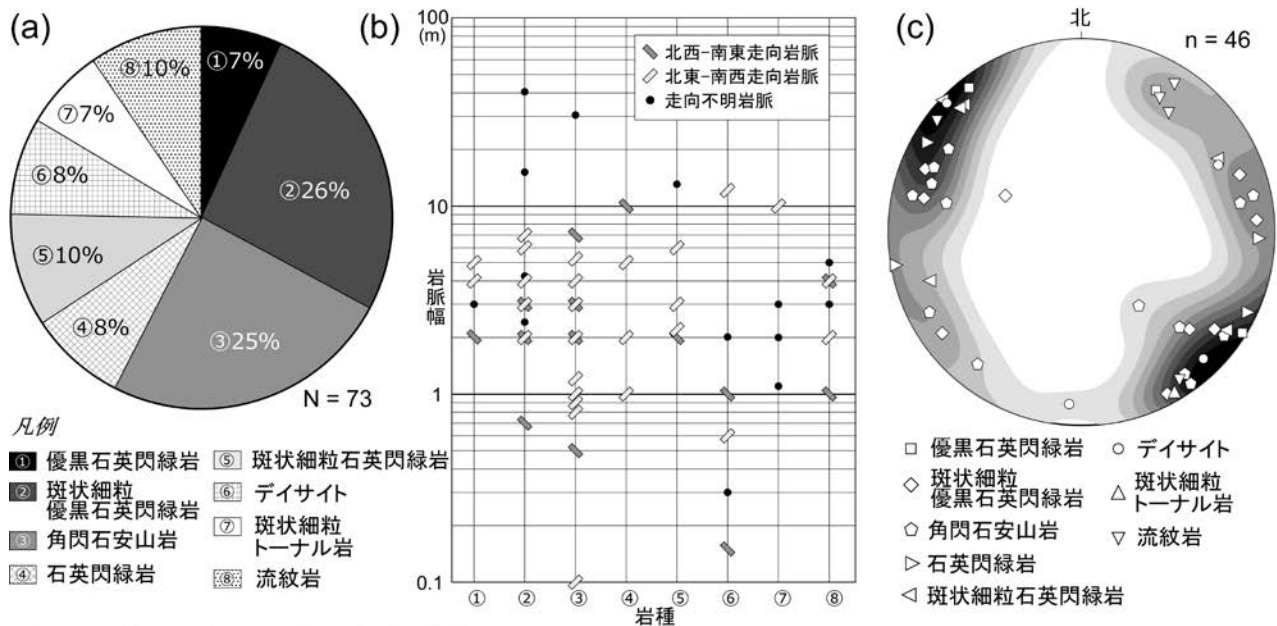 (a)
①7%
②26%
③25%
④8%
⑤10%
⑥8%
⑦7%
⑧10%
N = 73
凡例
① 優黒石英閃緑岩
② 斑状細粒
優黒石英閃緑岩
③ 角閃石安山岩
④ 石英閃緑岩
⑤ 斑状細粒石英閃緑岩
⑥ デイサイト
⑦ 斑状細粒
トーナル岩
⑧ 流紋岩
(b)
100
(m)
10
1
0.1
岩脈幅
北西−南東走向岩脈
北東−南西走向岩脈
走向不明岩脈
① ② ③ ④ ⑤ ⑥ ⑦ ⑧
岩種
(c)
北
n = 46
優黒石英閃緑岩
斑状細粒
優黒石英閃緑岩
角閃石安山岩
石英閃緑岩
斑状細粒石英閃緑岩
デイサイト
斑状細粒
トーナル岩
流紋岩